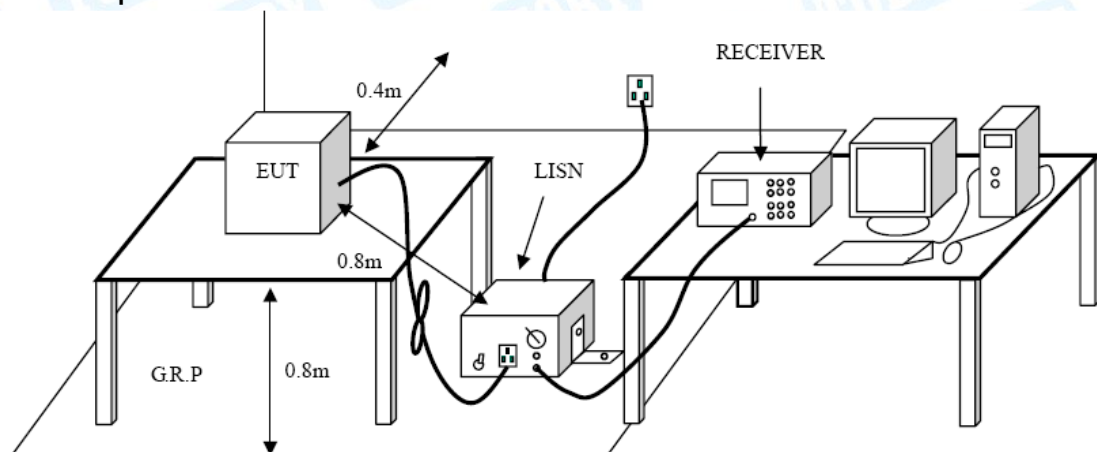 RECEIVER
0.4m
EUT
LISN
0.8m
G.R.P
0.8m